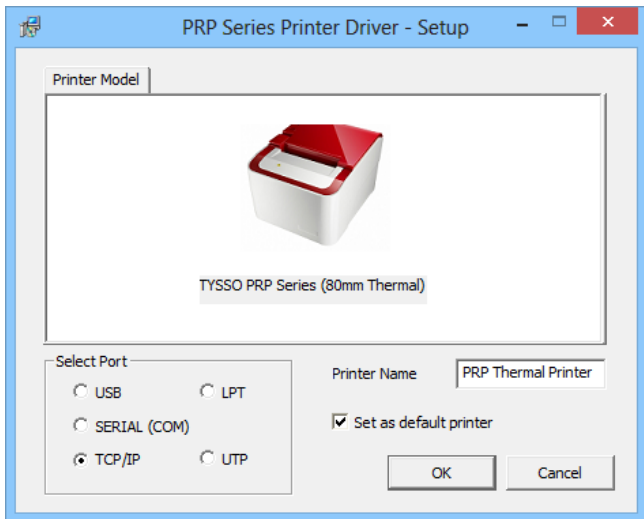 PRP Series Printer Driver - Setup
Printer Model
TYSSO PRP Series (80mm Thermal)
Select Port
USB
LPT
SERIAL (COM)
TCP/IP
UTP
Printer Name
PRP Thermal Printer
Set as default printer
OK
Cancel